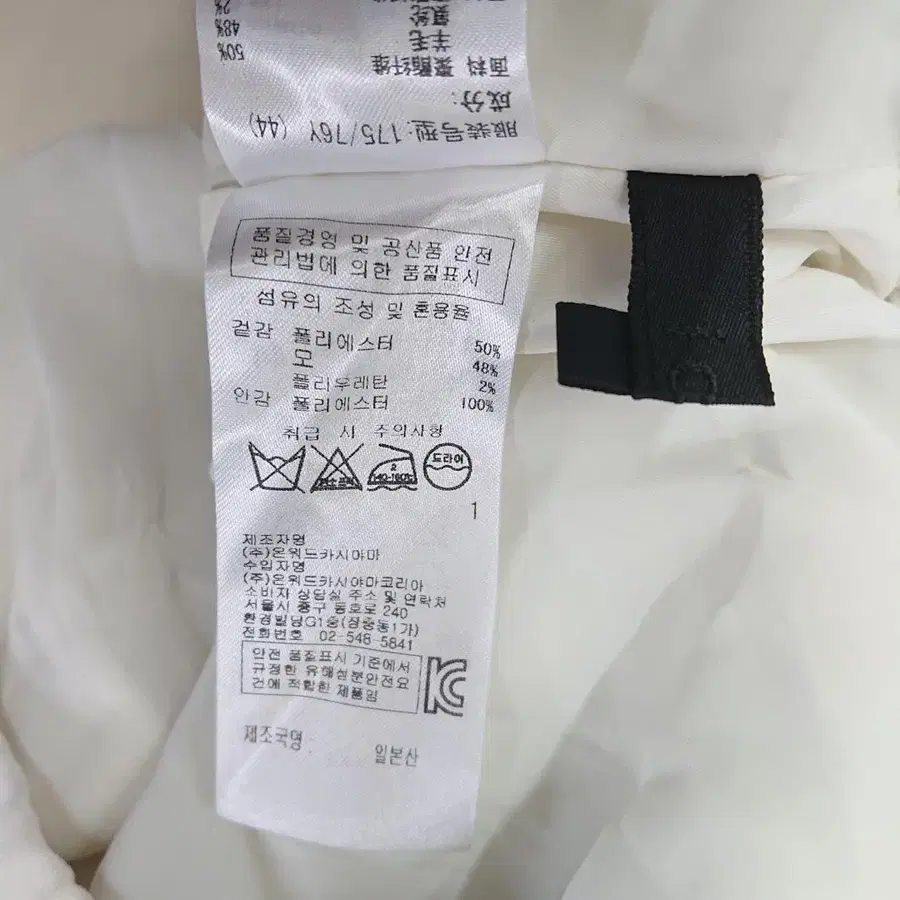 服装号型:175/76Y (44)
成分:
面料 聚酯纤维 50%
羊毛 48%
氨纶 2%
품질경영 및 공산품 안전
관리법에 의한 품질표시
섬유의 조성 및 혼용율
겉감 폴리에스터 50%
모 48%
폴리우레탄 2%
안감 폴리에스터 100%
취급 시 주의사항
2
140-160℃
드라이
1
제조자명
(주)온워드카시야마
수입자명
(주)온워드카시야마코리아
소비자 상담실 주소 및 연락처
서울시 중구 동호로 240
환경빌딩G1층(장충동1가)
전화번호 02-548-5841
안전 품질표시 기준에서
규정한 유해성분안전요
건에 적합한 제품임
제조국명 : 일본산